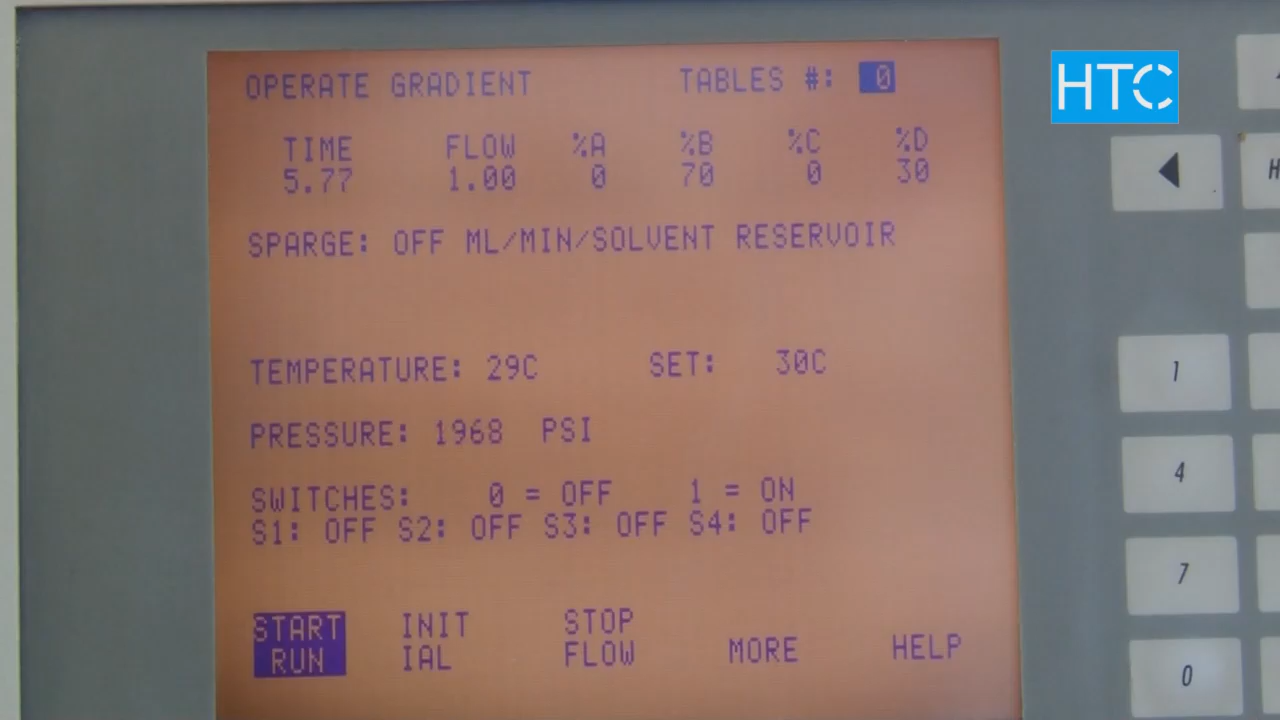 OPERATE GRADIENT TABLES #: 0
HTC
TIME FLOW %A %B %C %D
5.77 1.00 0 70 0 30
SPARGE: OFF ML/MIN/SOLVENT RESERVOIR
TEMPERATURE: 29C SET: 30C
PRESSURE: 1968 PSI
SWITCHES: 0 = OFF 1 = ON
S1: OFF S2: OFF S3: OFF S4: OFF
START RUN
INIT IAL
STOP FLOW
MORE
HELP
H
1
4
7
0